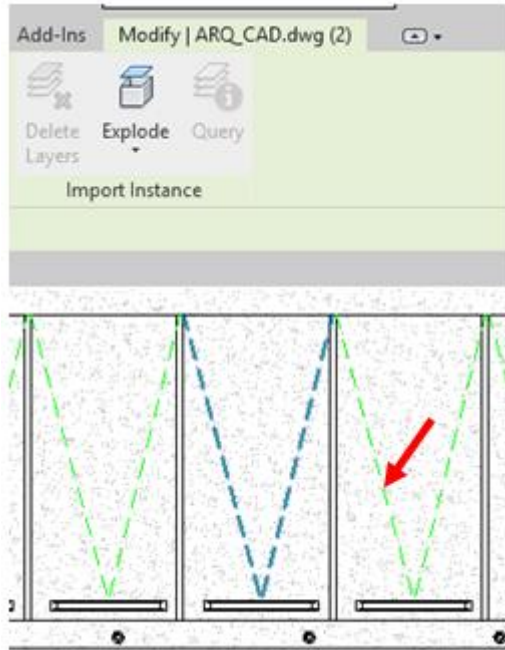 Add-Ins Modify | ARQ_CAD.dwg (2)
Delete Layers Explode Query
Import Instance